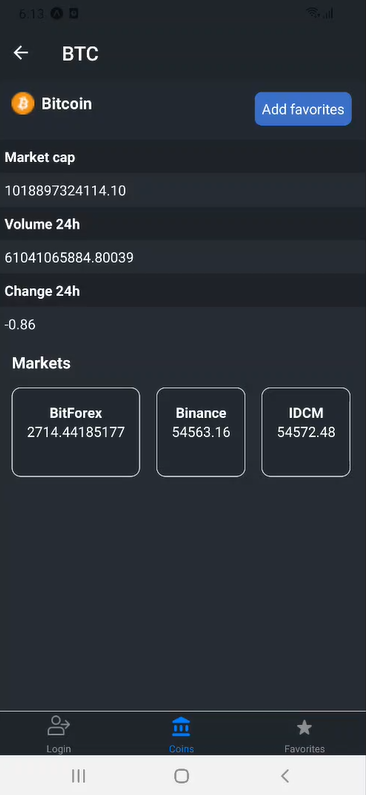 6:13
BTC
Bitcoin
Add favorites
Market cap
1018897324114.10
Volume 24h
61041065884.80039
Change 24h
-0.86
Markets
BitForex
2714.44185177
Binance
54563.16
IDCM
54572.48
Login
Coins
Favorites